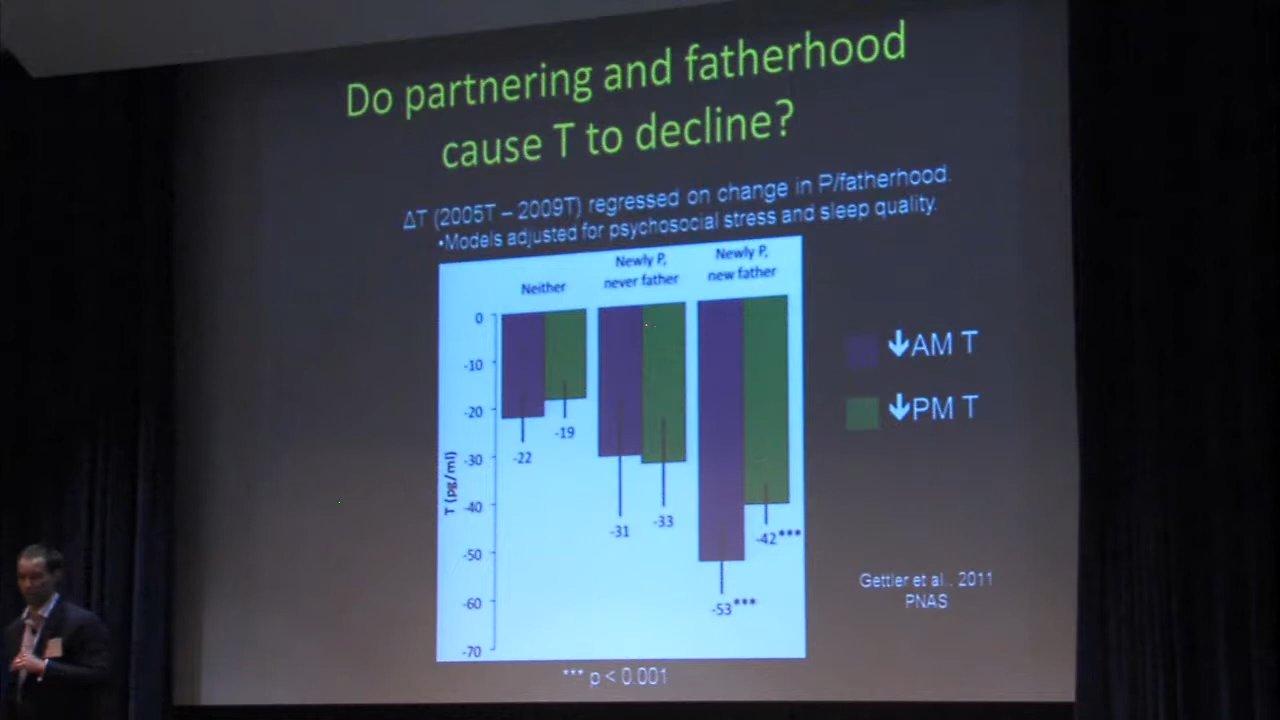 Do partnering and fatherhood
cause T to decline?
ΔT (2005T – 2009T) regressed on change in P/fatherhood.
•Models adjusted for psychosocial stress and sleep quality.
Neither
Newly P,
never father
Newly P,
new father
T (pg/ml)
0
-10
-20
-30
-40
-50
-60
-70
-22
-19
-31
-33
-53***
-42***
↓AM T
↓PM T
Gettler et al., 2011
PNAS
*** p < 0.001